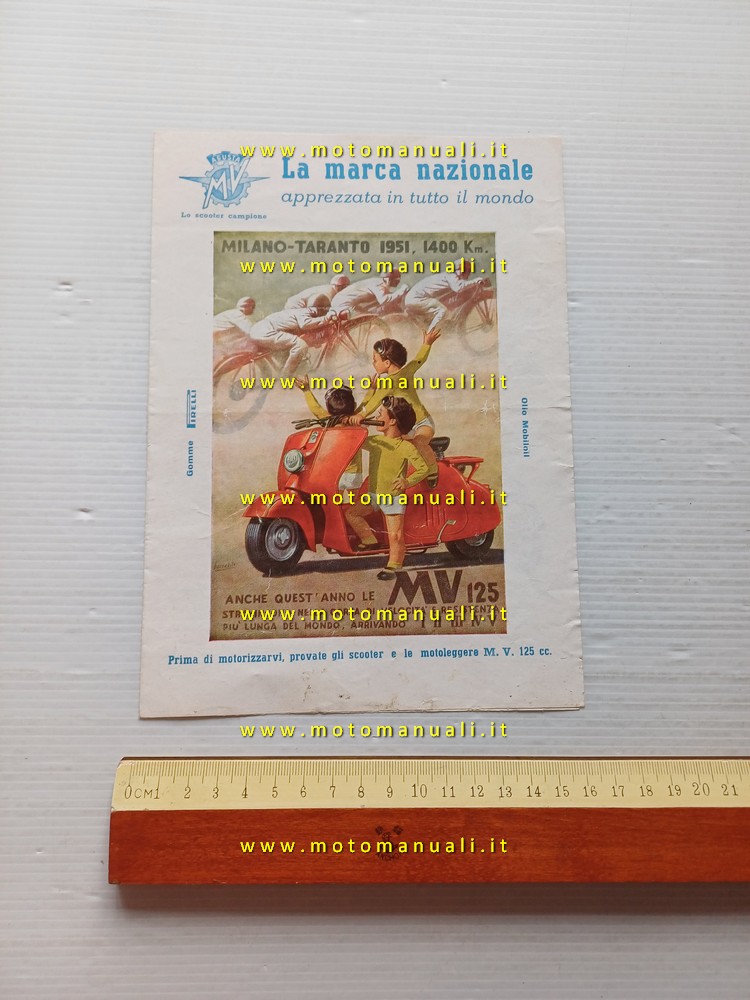 www.motomanuali.it
AGUSTA
MV
La marca nazionale
apprezzata in tutto il mondo
Lo scooter campione
MILANO-TARANTO 1951, 1400 Km.
www.motomanuali.it
www.motomanuali.it
Gomme PIRELLI
Olio Mobiloil
www.motomanuali.it
ANCHE QUEST'ANNO LE MV 125
www.motomanuali.it
PIÙ LUNGA DEL MONDO, ARRIVANDO
Prima di motorizzarvi, provate gli scooter e le motoleggere M. V. 125 cc.
www.motomanuali.it
0 CM1 2 3 4 5 6 7 8 9 10 11 12 13 14 15 16 17 18 19 20 21
www.motomanuali.it